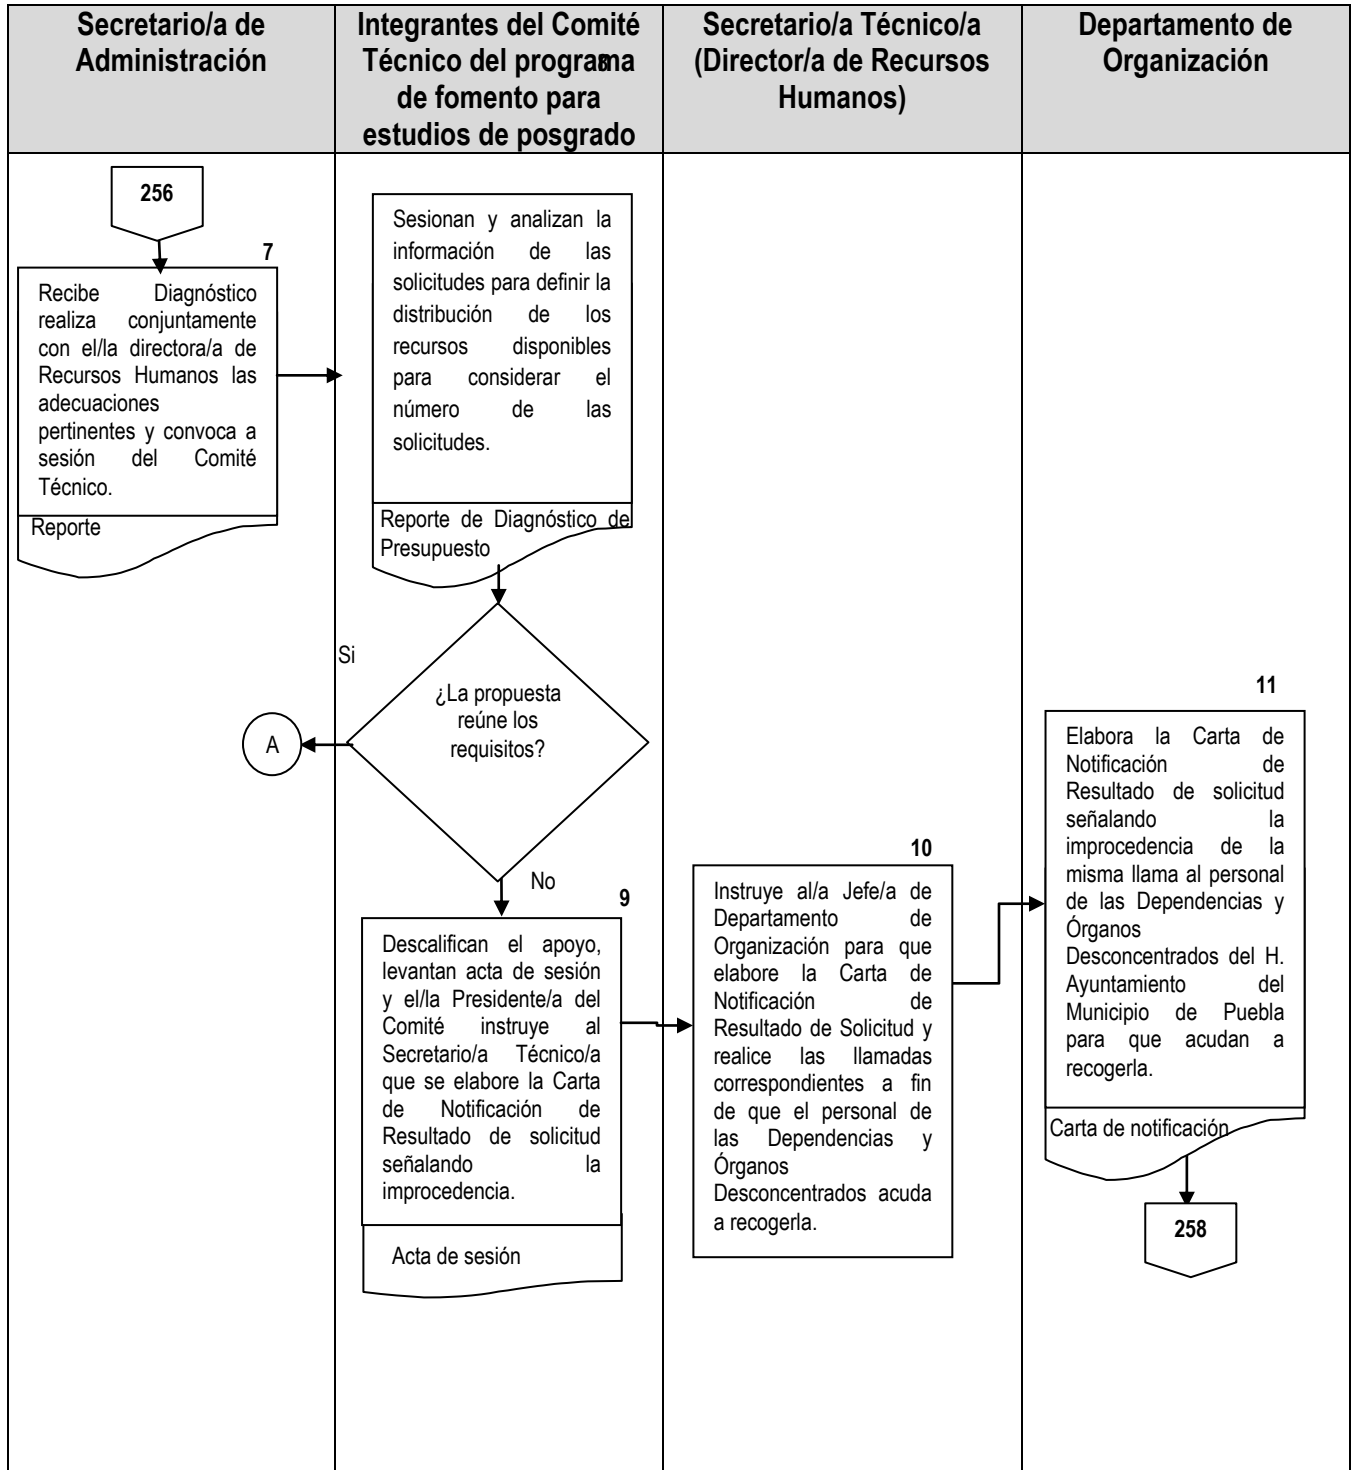 Secretario/a de
Administración
Integrantes del Comité
Técnico del programa
8
de fomento para
estudios de posgrado
Secretario/a Técnico/a
(Director/a de Recursos
Humanos)
Departamento de
Organización
256
7
Recibe Diagnóstico
realiza conjuntamente
con el/la directora/a de
Recursos Humanos las
adecuaciones
pertinentes y convoca a
sesión del Comité
Técnico.
Reporte
Sesionan y analizan la
información de las
solicitudes para definir la
distribución de los
recursos disponibles
para considerar el
número de las
solicitudes.
Reporte de Diagnóstico de
Presupuesto
Si
¿La propuesta
reúne los
requisitos?
A
No
9
Descalifican el apoyo,
levantan acta de sesión
y el/la Presidente/a del
Comité instruye al
Secretario/a Técnico/a
que se elabore la Carta
de Notificación de
Resultado de solicitud
señalando la
improcedencia.
Acta de sesión
10
Instruye al/a Jefe/a de
Departamento de
Organización para que
elabore la Carta de
Notificación de
Resultado de Solicitud y
realice las llamadas
correspondientes a fin
de que el personal de
las Dependencias y
Órganos
Desconcentrados acuda
a recogerla.
11
Elabora la Carta de
Notificación de
Resultado de solicitud
señalando la
improcedencia de la
misma llama al personal
de las Dependencias y
Órganos
Desconcentrados del H.
Ayuntamiento del
Municipio de Puebla
para que acudan a
recogerla.
Carta de notificación
258